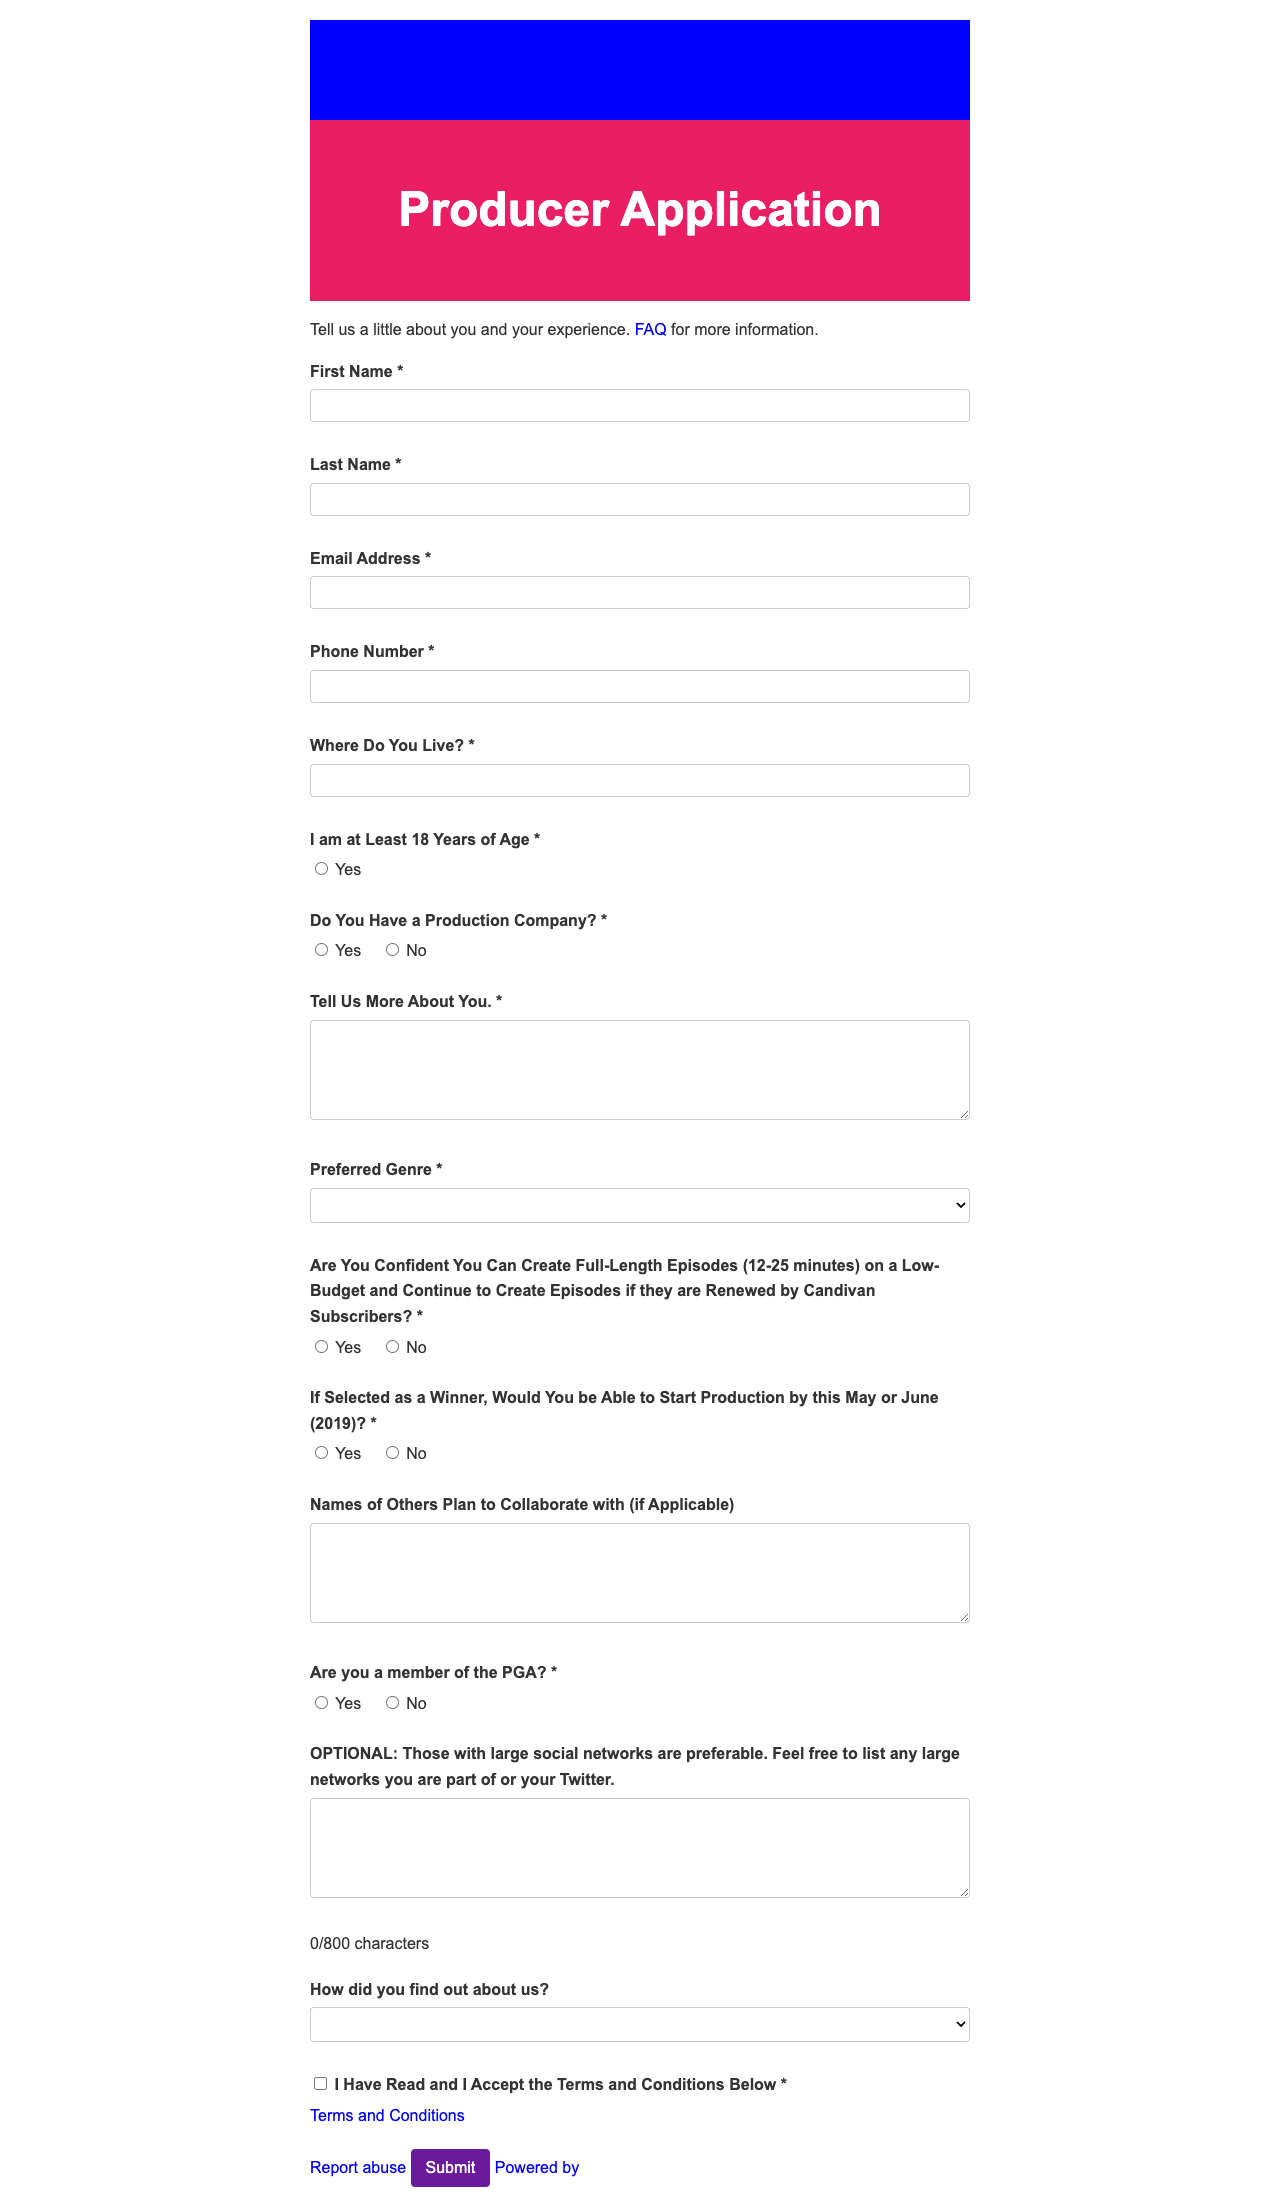 Producer Application
Tell us a little about you and your experience. FAQ for more information.
First Name *
Last Name *
Email Address *
Phone Number *
Where Do You Live? *
I am at Least 18 Years of Age *
Yes
Do You Have a Production Company? *
Yes No
Tell Us More About You. *
Preferred Genre *
Are You Confident You Can Create Full-Length Episodes (12-25 minutes) on a Low-
Budget and Continue to Create Episodes if they are Renewed by Candivan
Subscribers? *
Yes No
If Selected as a Winner, Would You be Able to Start Production by this May or June
(2019)? *
Yes No
Names of Others Plan to Collaborate with (if Applicable)
Are you a member of the PGA? *
Yes No
OPTIONAL: Those with large social networks are preferable. Feel free to list any large
networks you are part of or your Twitter.
0/800 characters
How did you find out about us?
I Have Read and I Accept the Terms and Conditions Below *
Terms and Conditions
Report abuse Submit Powered by